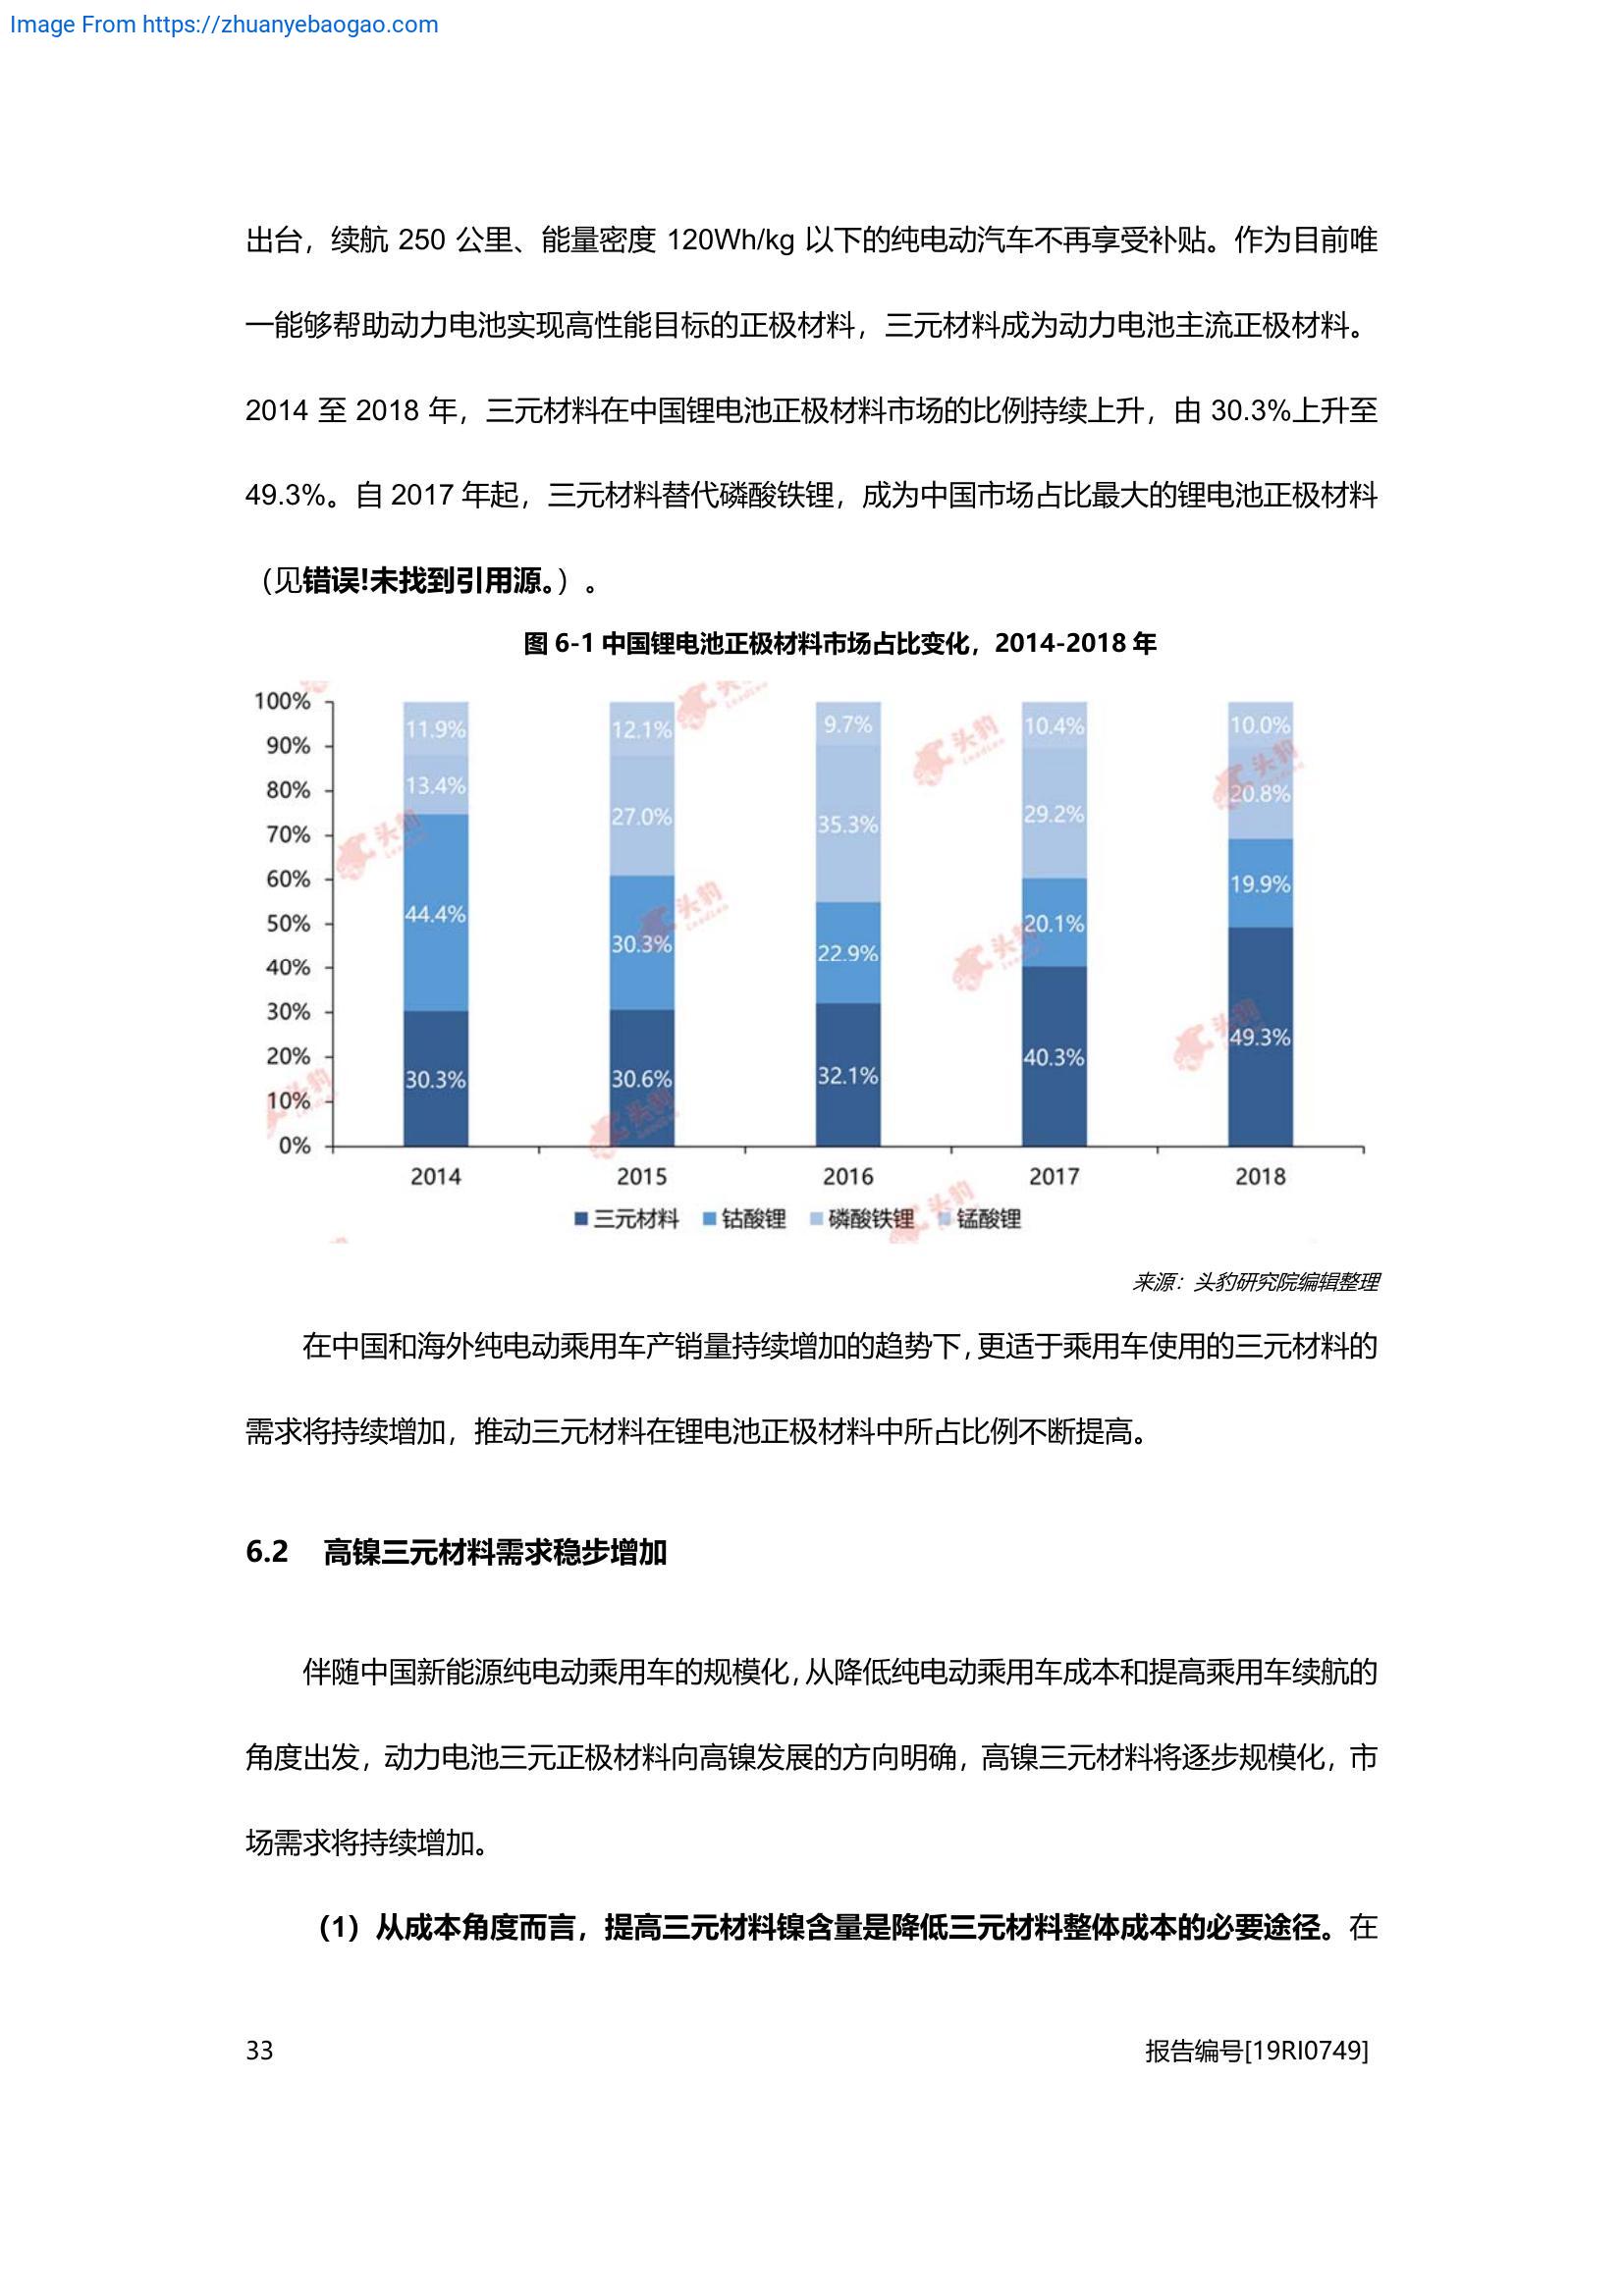 Image From https://zhuanyebaogao.com
出台，续航 250 公里、能量密度 120Wh/kg 以下的纯电动汽车不再享受补贴。作为目前唯
一能够帮助动力电池实现高性能目标的正极材料，三元材料成为动力电池主流正极材料。
2014 至 2018 年，三元材料在中国锂电池正极材料市场的比例持续上升，由 30.3%上升至
49.3%。自 2017 年起，三元材料替代磷酸铁锂，成为中国市场占比最大的锂电池正极材料
（见错误!未找到引用源。）。
图 6-1 中国锂电池正极材料市场占比变化，2014-2018 年
100%
90%
80%
70%
60%
50%
40%
30%
20%
10%
0%
11.9%
13.4%
44.4%
30.3%
12.1%
27.0%
30.3%
30.6%
9.7%
35.3%
22.9%
32.1%
10.4%
29.2%
20.1%
40.3%
10.0%
20.8%
19.9%
49.3%
2014 2015 2016 2017 2018
三元材料 钴酸锂 磷酸铁锂 锰酸锂
头豹 LeadLeo
来源：头豹研究院编辑整理
在中国和海外纯电动乘用车产销量持续增加的趋势下，更适于乘用车使用的三元材料的
需求将持续增加，推动三元材料在锂电池正极材料中所占比例不断提高。
6.2 高镍三元材料需求稳步增加
伴随中国新能源纯电动乘用车的规模化，从降低纯电动乘用车成本和提高乘用车续航的
角度出发，动力电池三元正极材料向高镍发展的方向明确，高镍三元材料将逐步规模化，市
场需求将持续增加。
（1）从成本角度而言，提高三元材料镍含量是降低三元材料整体成本的必要途径。在
33 报告编号[19RI0749]